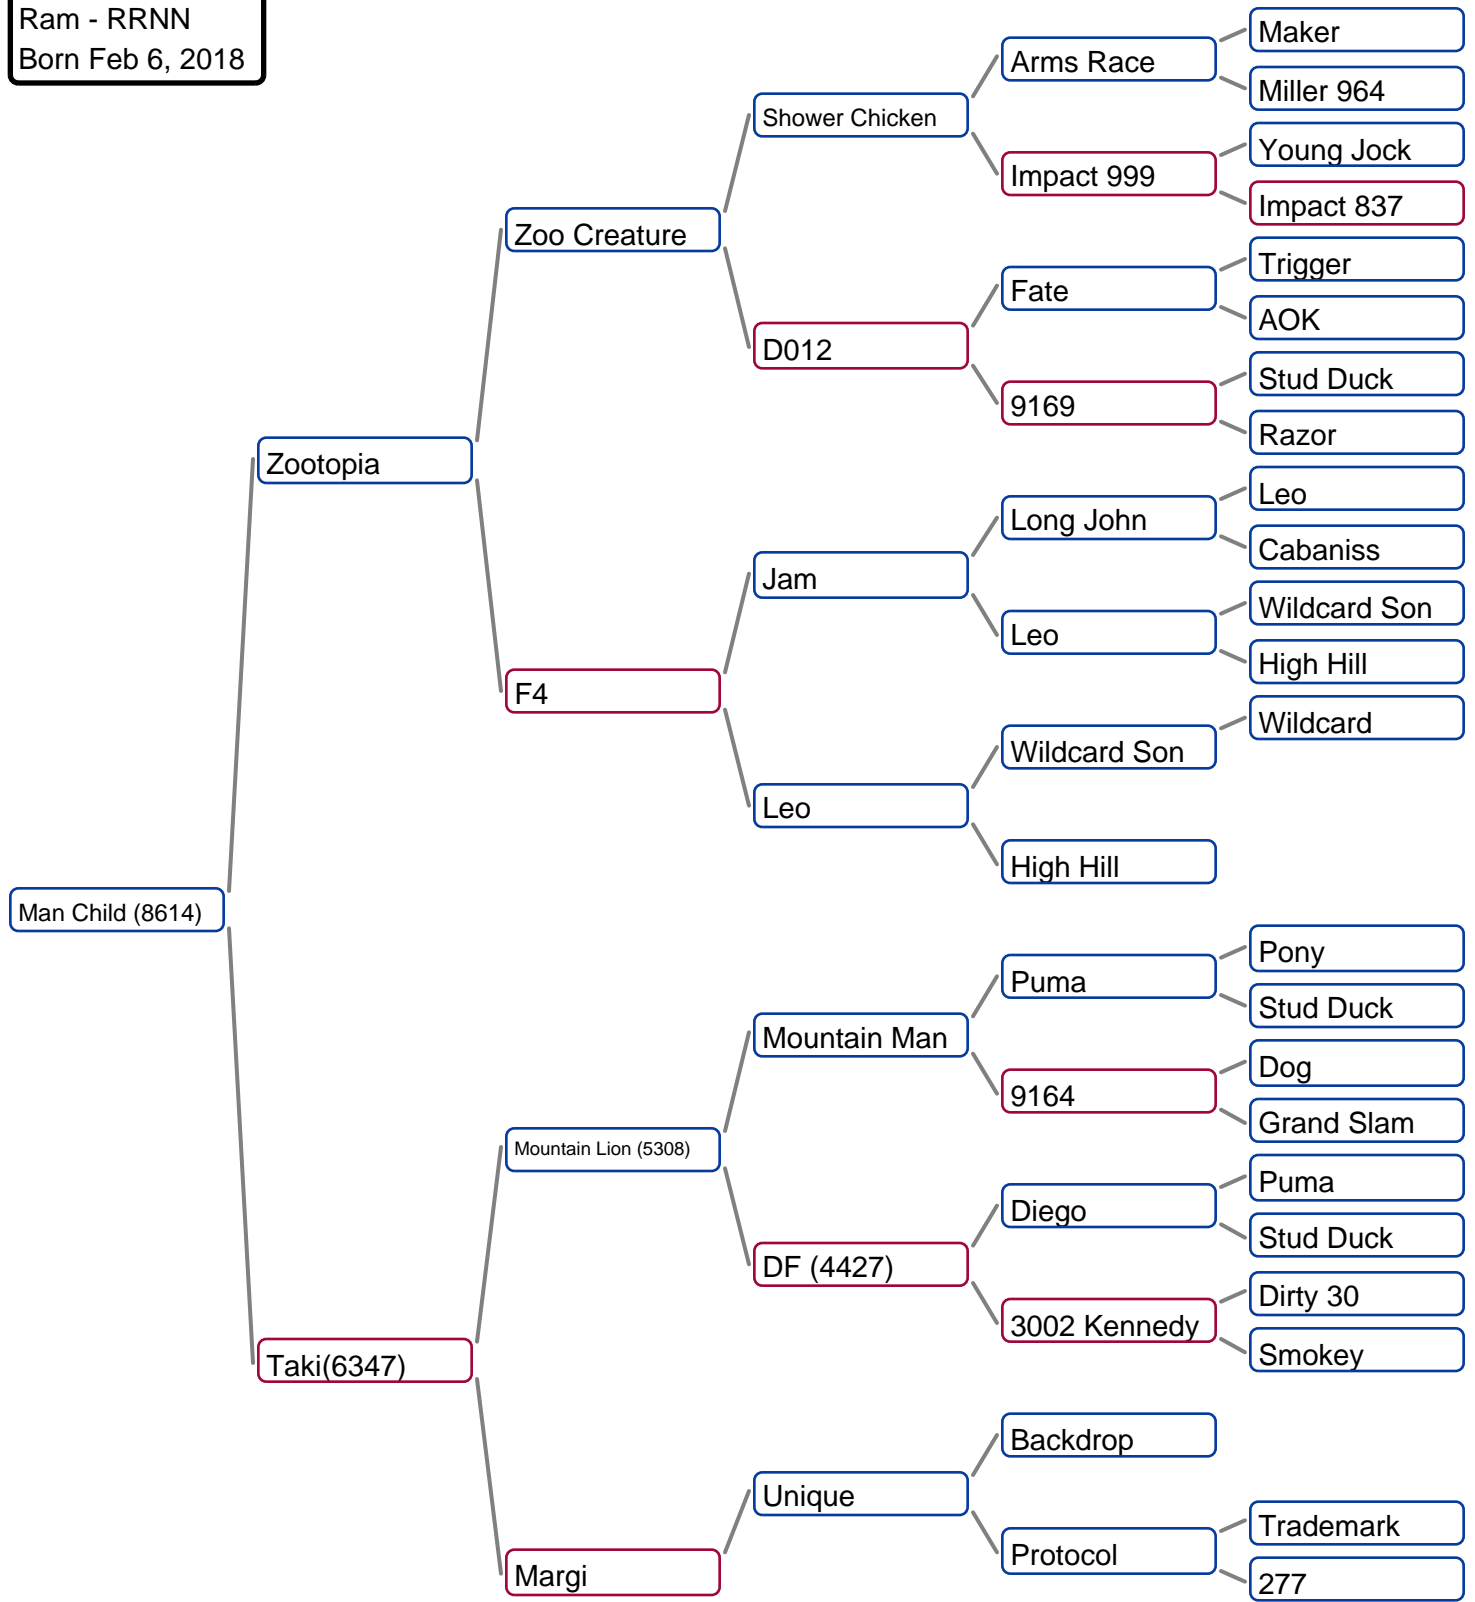 Ram - RRNN
Born Feb 6, 2018
Man Child (8614)
Zootopia
Taki(6347)
Zoo Creature
F4
Mountain Lion (5308)
Margi
Shower Chicken
D012
Jam
Leo
Mountain Man
DF (4427)
Unique
Arms Race
Impact 999
Fate
9169
Long John
Leo
Wildcard Son
High Hill
Puma
9164
Diego
3002 Kennedy
Backdrop
Protocol
Maker
Miller 964
Young Jock
Impact 837
Trigger
AOK
Stud Duck
Razor
Leo
Cabaniss
Wildcard Son
High Hill
Wildcard
Pony
Stud Duck
Dog
Grand Slam
Puma
Stud Duck
Dirty 30
Smokey
Trademark
277